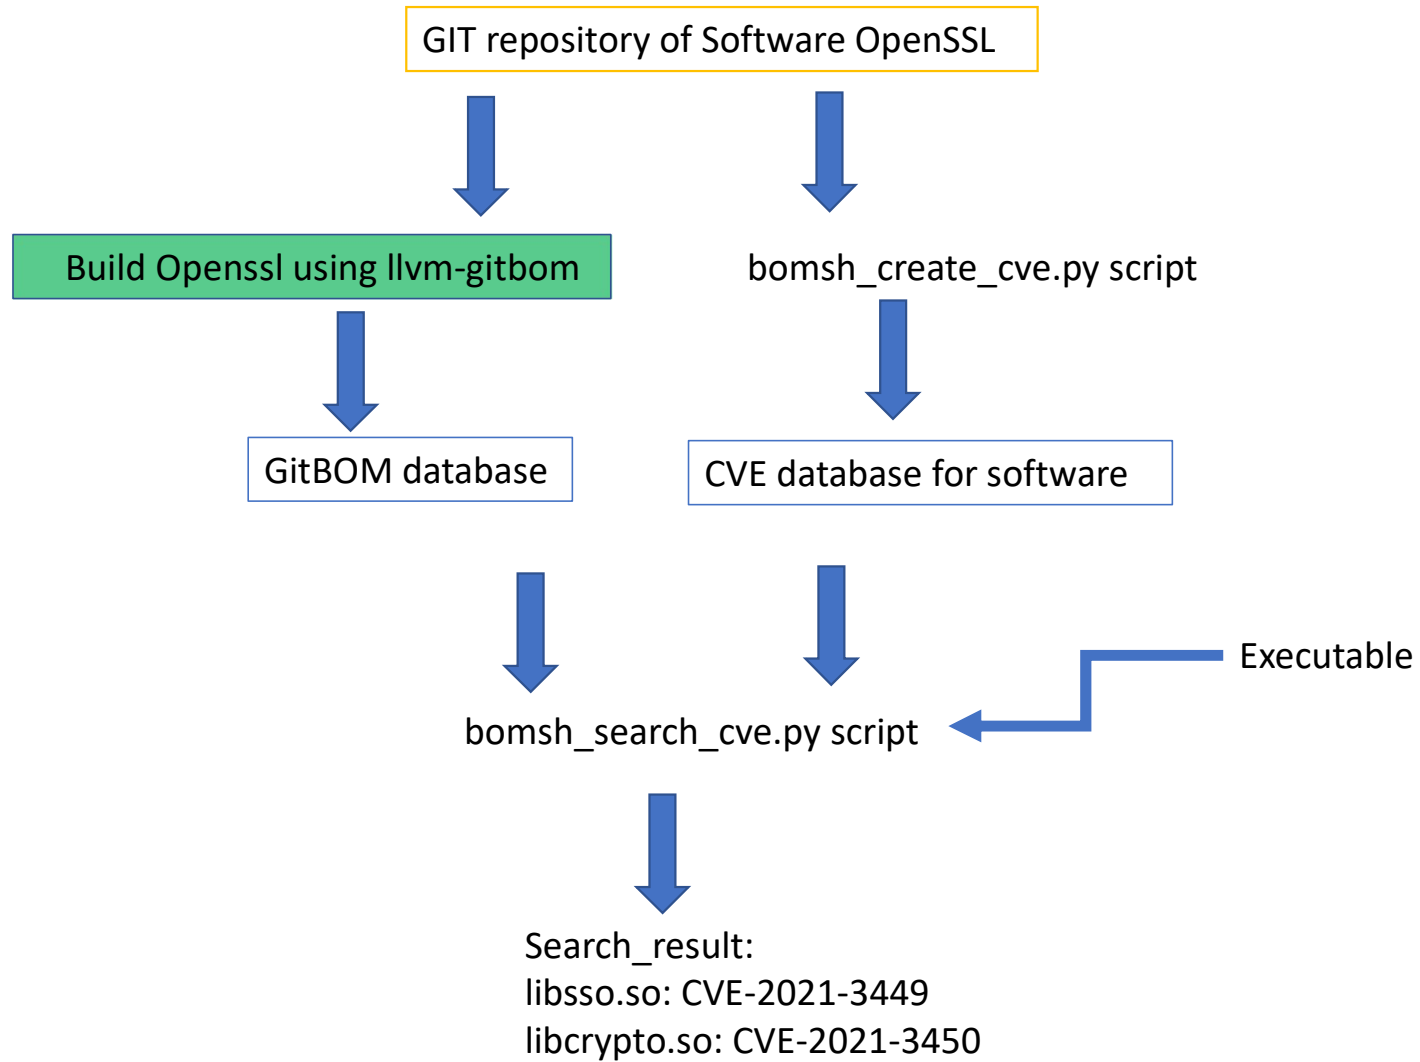 GIT repository of Software OpenSSL
Build Openssl using llvm-gitbom
bomsh_create_cve.py script
GitBOM database
CVE database for software
Executable
bomsh_search_cve.py script
Search_result:
libsso.so: CVE-2021-3449
libcrypto.so: CVE-2021-3450